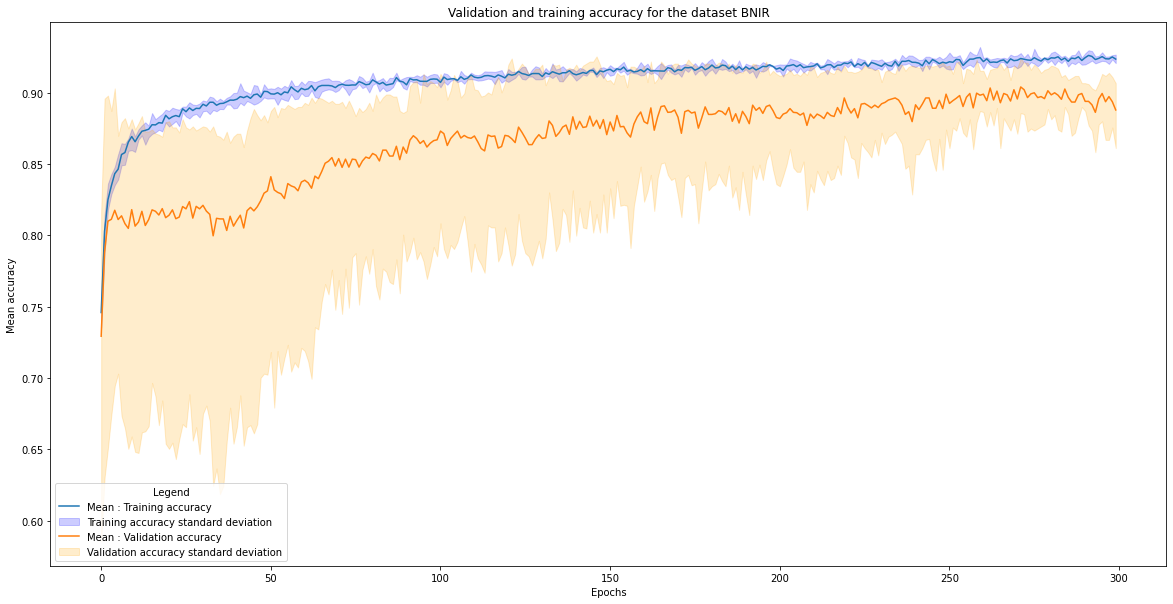 Validation and training accuracy for the dataset BNIR
Mean accuracy
0.90
0.85
0.80
0.75
0.70
0.65
0.60
Legend
Mean : Training accuracy
Training accuracy standard deviation
Mean : Validation accuracy
Validation accuracy standard deviation
0 50 100 150 200 250 300
Epochs